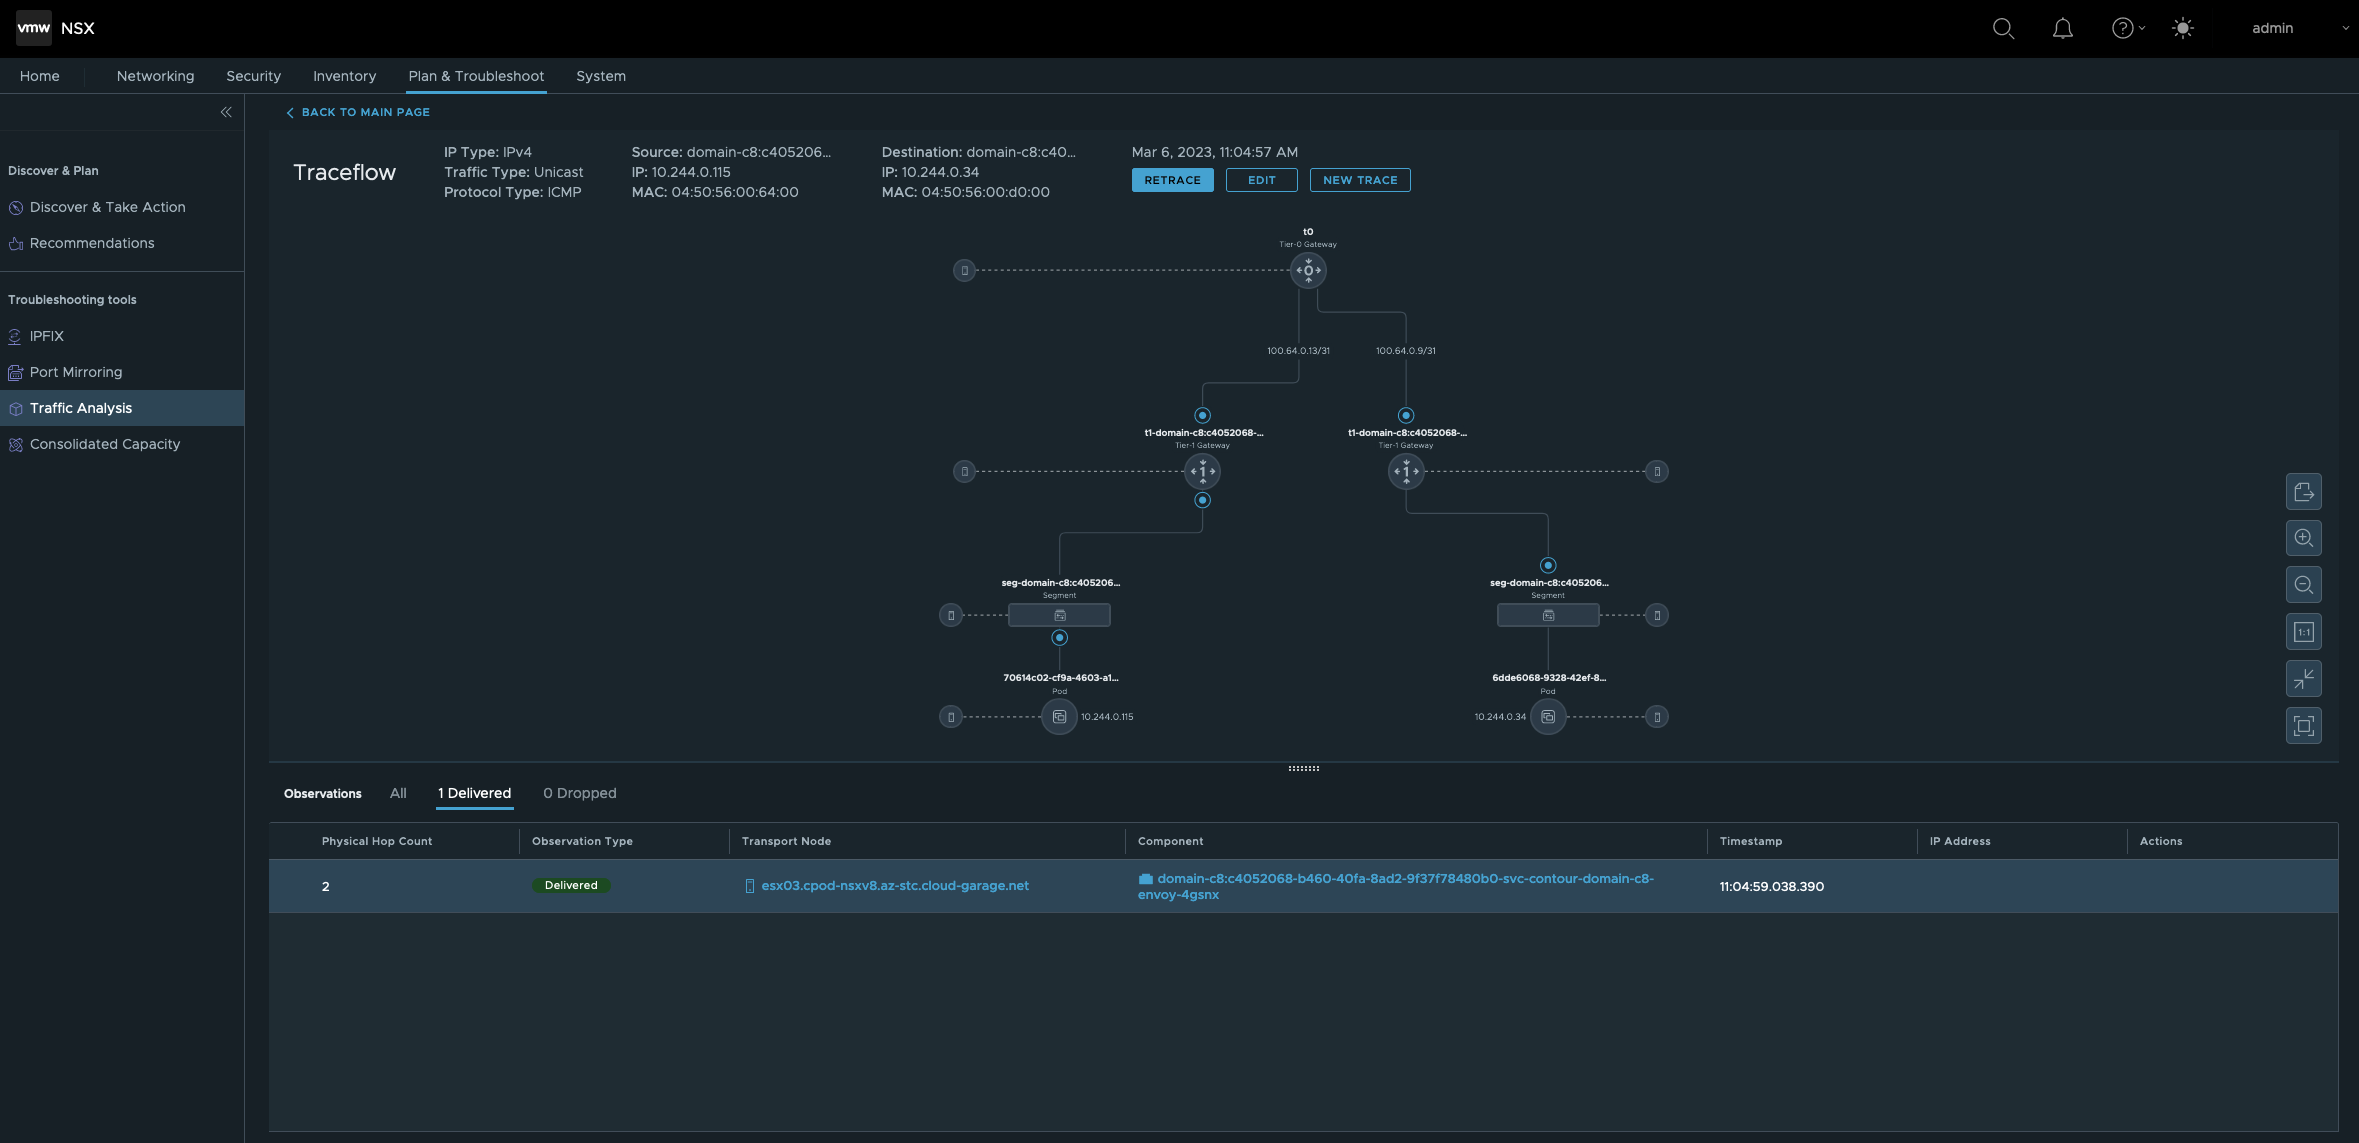 vmw NSX
admin
Home Networking Security Inventory Plan & Troubleshoot System
BACK TO MAIN PAGE
Discover & Plan
Discover & Take Action
Recommendations
Troubleshooting tools
IPFIX
Port Mirroring
Traffic Analysis
Consolidated Capacity
Traceflow
IP Type: IPv4
Traffic Type: Unicast
Protocol Type: ICMP
Source: domain-c8:c405206...
IP: 10.244.0.115
MAC: 04:50:56:00:64:00
Destination: domain-c8:c40...
IP: 10.244.0.34
MAC: 04:50:56:00:d0:00
Mar 6, 2023, 11:04:57 AM
RETRACE EDIT NEW TRACE
t0
Tier-0 Gateway
0
100.64.0.13/31 100.64.0.9/31
t1-domain-c8:c4052068-... t1-domain-c8:c4052068-...
Tier-1 Gateway Tier-1 Gateway
1 1
seg-domain-c8:c405206... seg-domain-c8:c405206...
Segment Segment
70614c02-cf9a-4603-a1... 6dde6068-9328-42ef-8...
Pod Pod
10.244.0.115 10.244.0.34
1:1
Observations All 1 Delivered 0 Dropped
Physical Hop Count Observation Type Transport Node Component Timestamp IP Address Actions
2 Delivered esx03.cpod-nsxv8.az-stc.cloud-garage.net domain-c8:c4052068-b460-40fa-8ad2-9f37f78480b0-svc-contour-domain-c8- 11:04:59.038.390
envoy-4gsnx